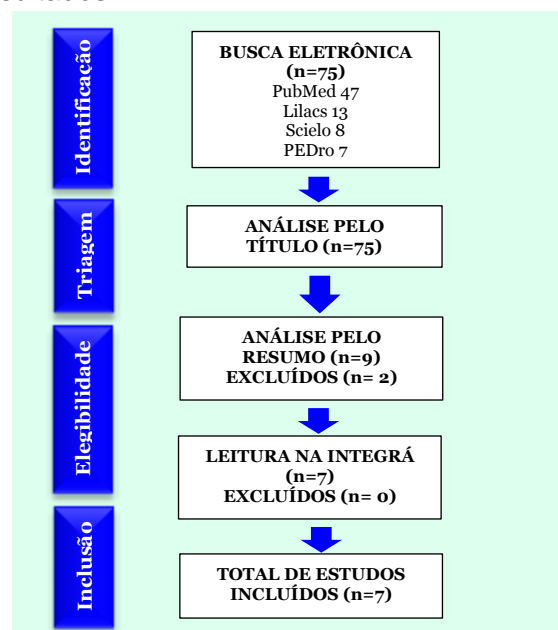 Identificação
BUSCA ELETRÔNICA
(n=75)
PubMed 47
Lilacs 13
Scielo 8
PEDro 7
Triagem
ANÁLISE PELO
TÍTULO (n=75)
Elegibilidade
ANÁLISE PELO
RESUMO (n=9)
EXCLUÍDOS (n= 2)
LEITURA NA INTEGRÁ
(n=7)
EXCLUÍDOS (n= 0)
Inclusão
TOTAL DE ESTUDOS
INCLUÍDOS (n=7)